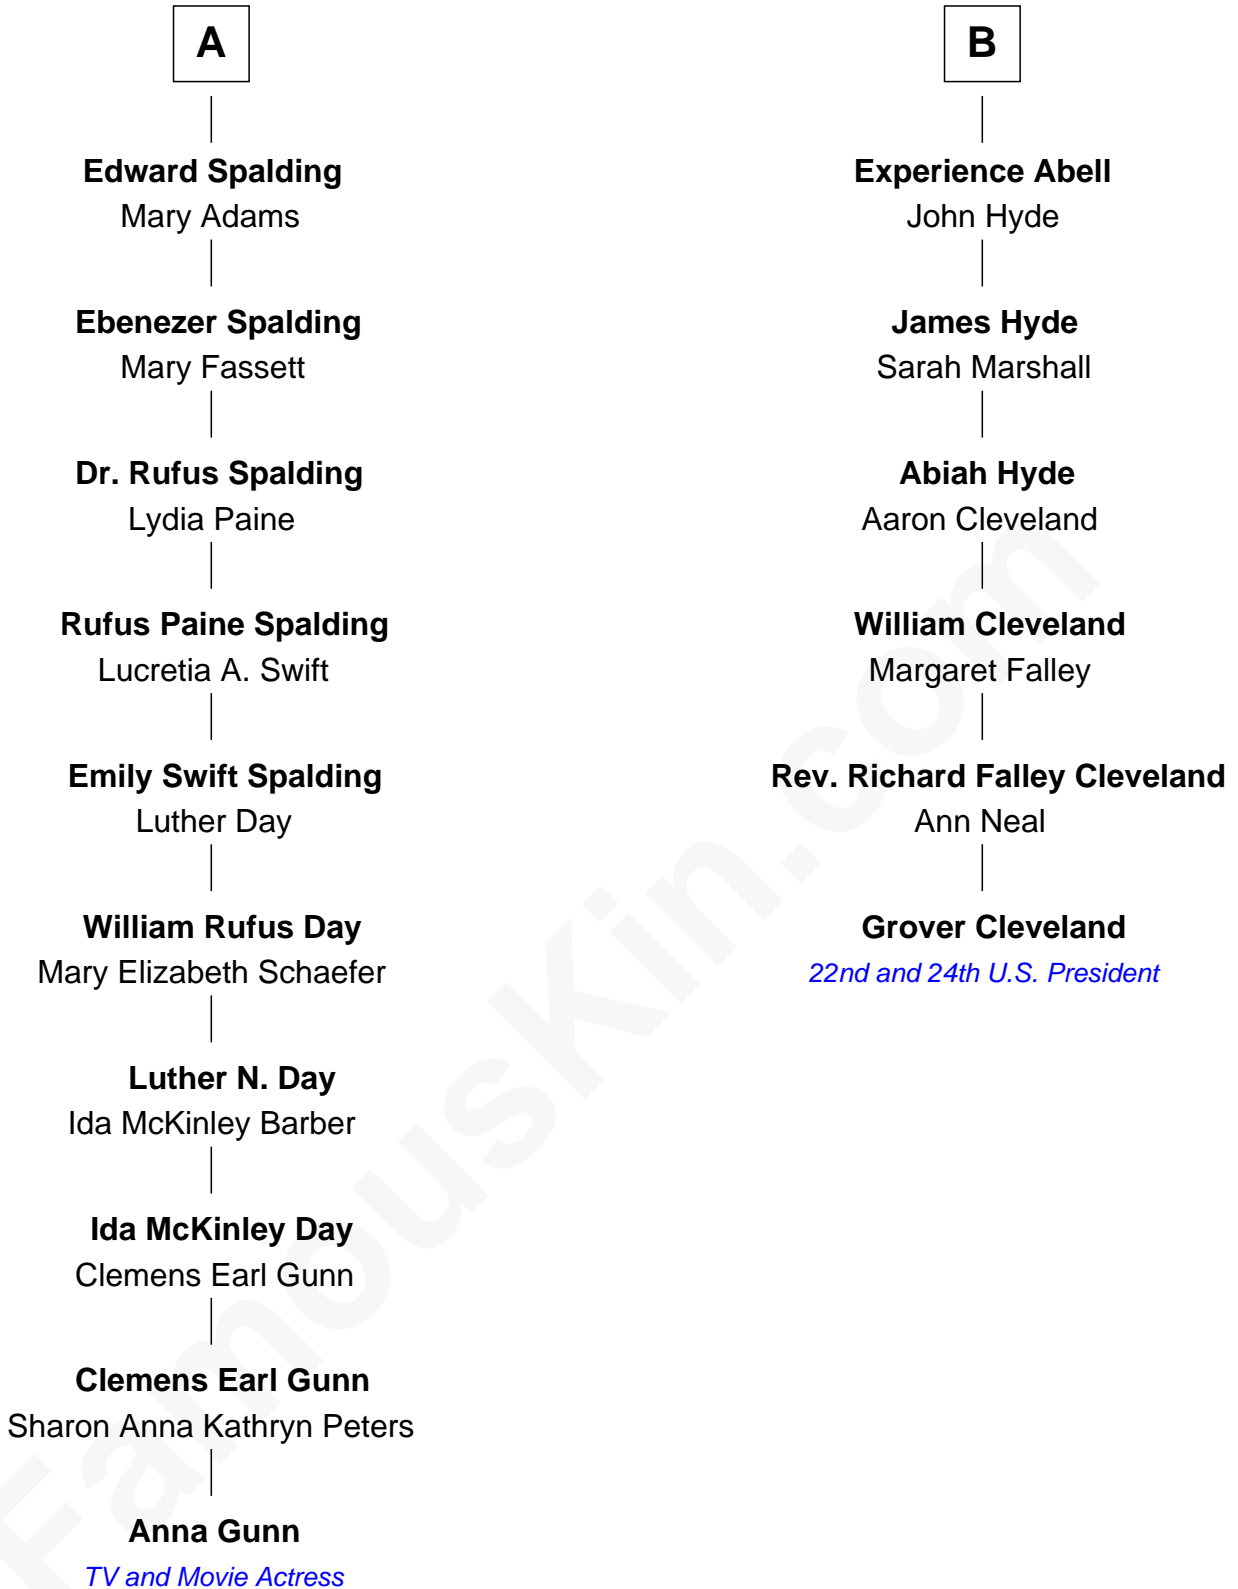 A
Edward Spalding
Mary Adams
Ebenezer Spalding
Mary Fassett
Dr. Rufus Spalding
Lydia Paine
Rufus Paine Spalding
Lucretia A. Swift
Emily Swift Spalding
Luther Day
William Rufus Day
Mary Elizabeth Schaefer
Luther N. Day
Ida McKinley Barber
Ida McKinley Day
Clemens Earl Gunn
Clemens Earl Gunn
Sharon Anna Kathryn Peters
Anna Gunn
TV and Movie Actress
B
Experience Abell
John Hyde
James Hyde
Sarah Marshall
Abiah Hyde
Aaron Cleveland
William Cleveland
Margaret Falley
Rev. Richard Falley Cleveland
Ann Neal
Grover Cleveland
22nd and 24th U.S. President
FamousKin.com